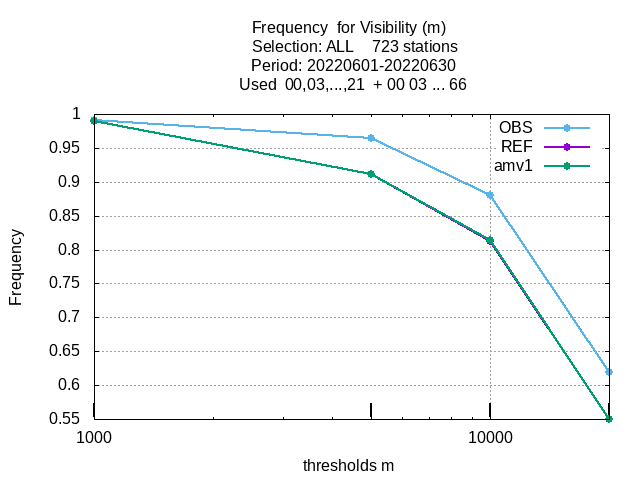 Frequency  for Visibility (m)
Selection: ALL    723 stations
Period: 20220601-20220630
Used  00,03,...,21  + 00 03 ... 66
OBS
REF
amv1
1
0.95
0.9
0.85
0.8
0.75
0.7
0.65
0.6
0.55
Frequency
1000
10000
thresholds m